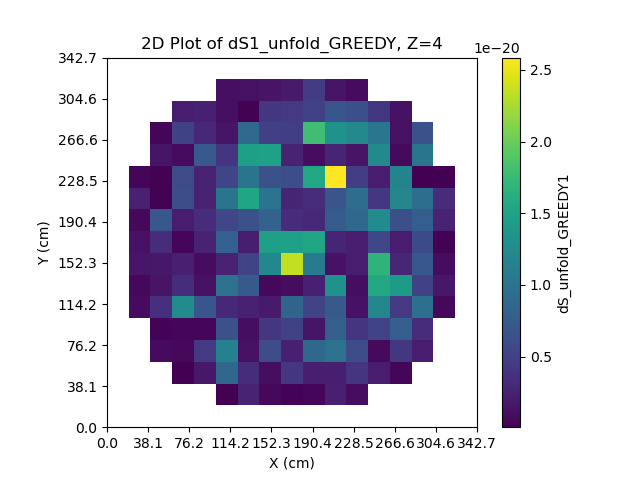 2D Plot of dS1_unfold_GREEDY, Z=4
1e−20
342.7
304.6
266.6
228.5
190.4
152.3
114.2
76.2
38.1
0.0
Y (cm)
0.0 38.1 76.2 114.2 152.3 190.4 228.5 266.6 304.6 342.7
X (cm)
2.5
2.0
1.5
1.0
0.5
dS_unfold_GREEDY1